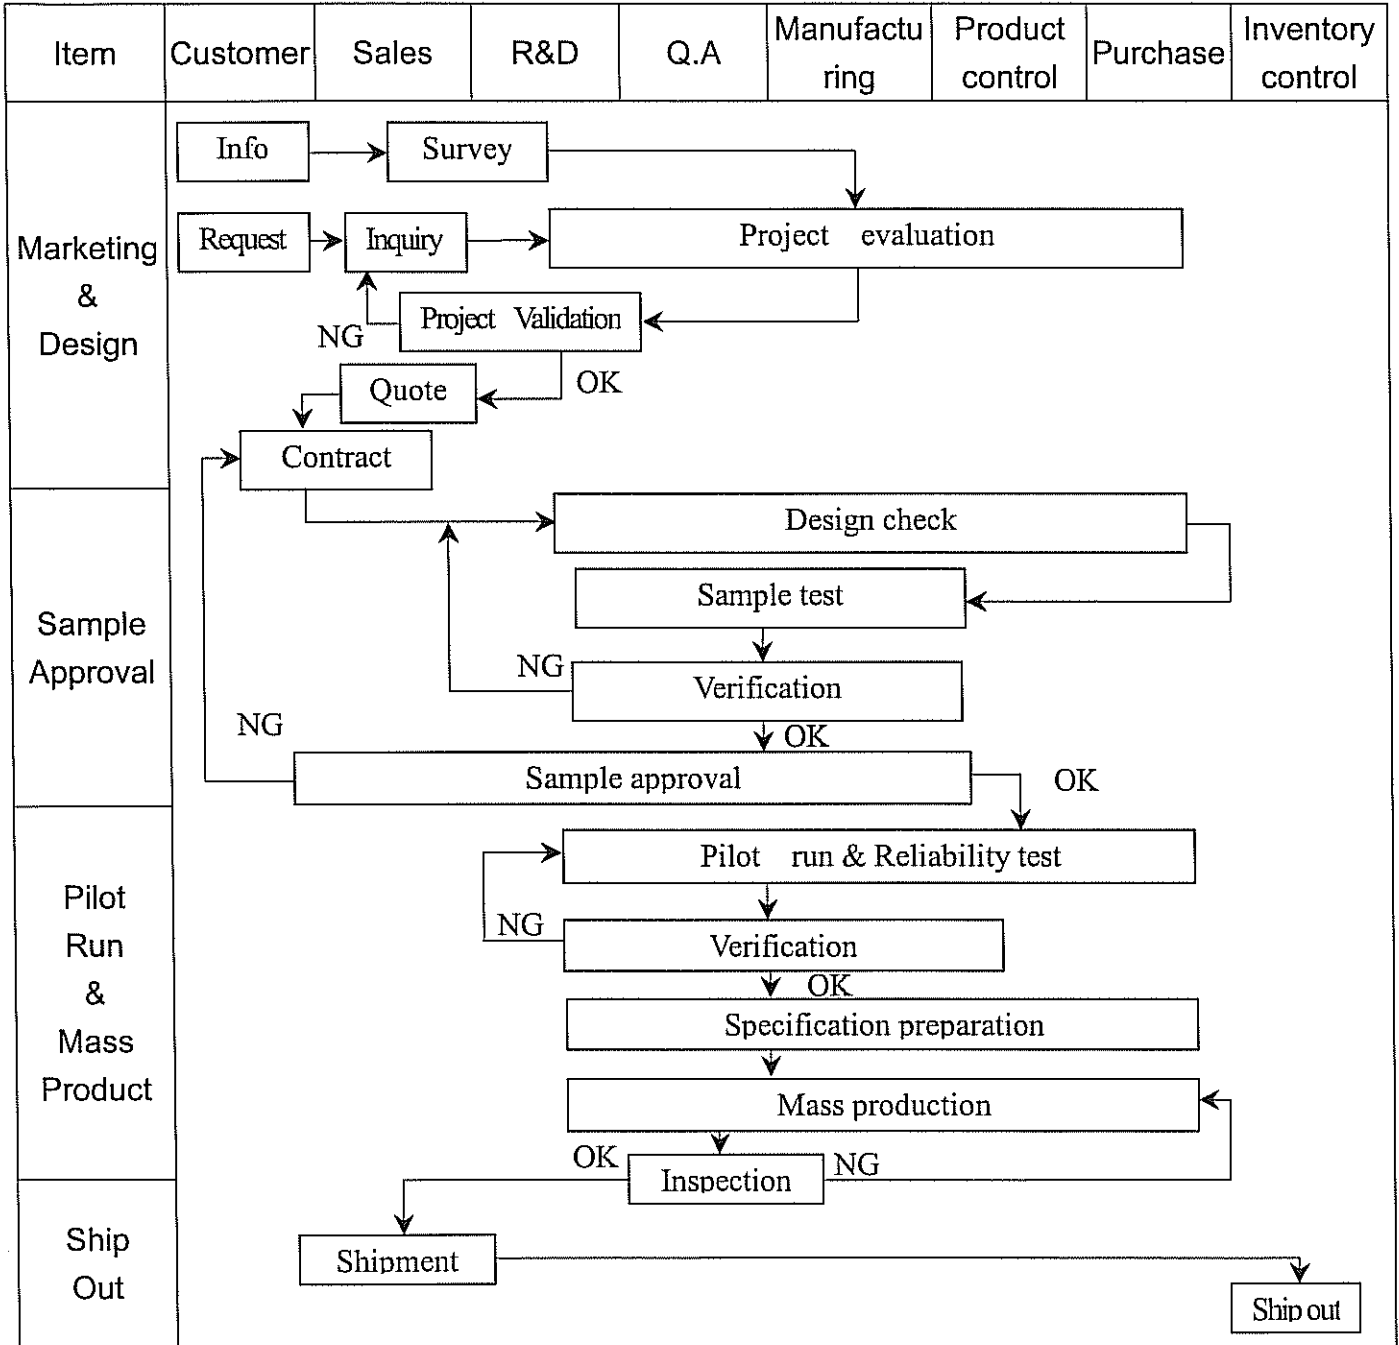 Item Customer Sales R&D Q.A Manufactu Product Purchase Inventory
ring control control
Info Survey
Request Inquiry Project evaluation
Marketing
&
Design
NG Project Validation
Quote OK
Contract
Design check
Sample test
Sample
Approval
NG Verification
NG OK
Sample approval OK
Pilot run & Reliability test
Pilot
Run
&
Mass
Product
NG Verification
OK
Specification preparation
Mass production
OK Inspection NG
Ship
Out
Shipment
Ship out